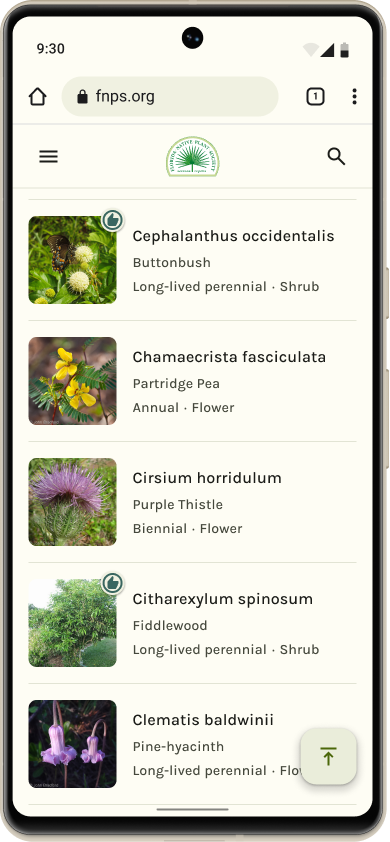 9:30
fnps.org
1
FLORIDA NATIVE PLANT SOCIETY
Cephalanthus occidentalis
Buttonbush
Long-lived perennial · Shrub
Chamaecrista fasciculata
Partridge Pea
Annual · Flower
Cirsium horridulum
Purple Thistle
Biennial · Flower
Citharexylum spinosum
Fiddlewood
Long-lived perennial · Shrub
Clematis baldwinii
Pine-hyacinth
Long-lived perennial · Flo